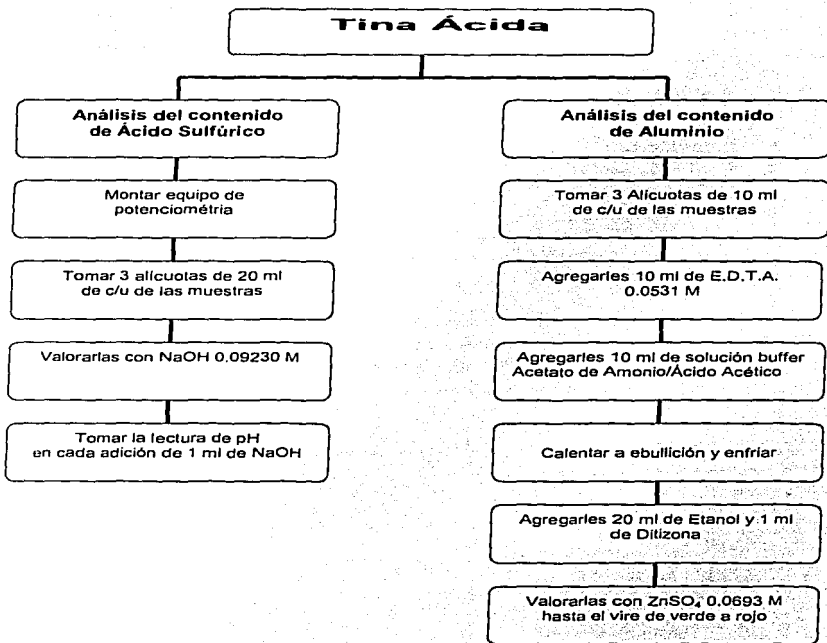 Tina Ácida
Análisis del contenido
de Ácido Sulfúrico
Montar equipo de
potenciométria
Tomar 3 alícuotas de 20 ml
de c/u de las muestras
Valorarlas con NaOH 0.09230 M
Tomar la lectura de pH
en cada adición de 1 ml de NaOH
Análisis del contenido
de Aluminio
Tomar 3 Alícuotas de 10 ml
de c/u de las muestras
Agregarles 10 ml de E.D.T.A.
0.0531 M
Agregarles 10 ml de solución buffer
Acetato de Amonio/Ácido Acético
Calentar a ebullición y enfriar
Agregarles 20 ml de Etanol y 1 ml
de Ditizona
Valorarlas con ZnSO₄ 0.0693 M
hasta el vire de verde a rojo